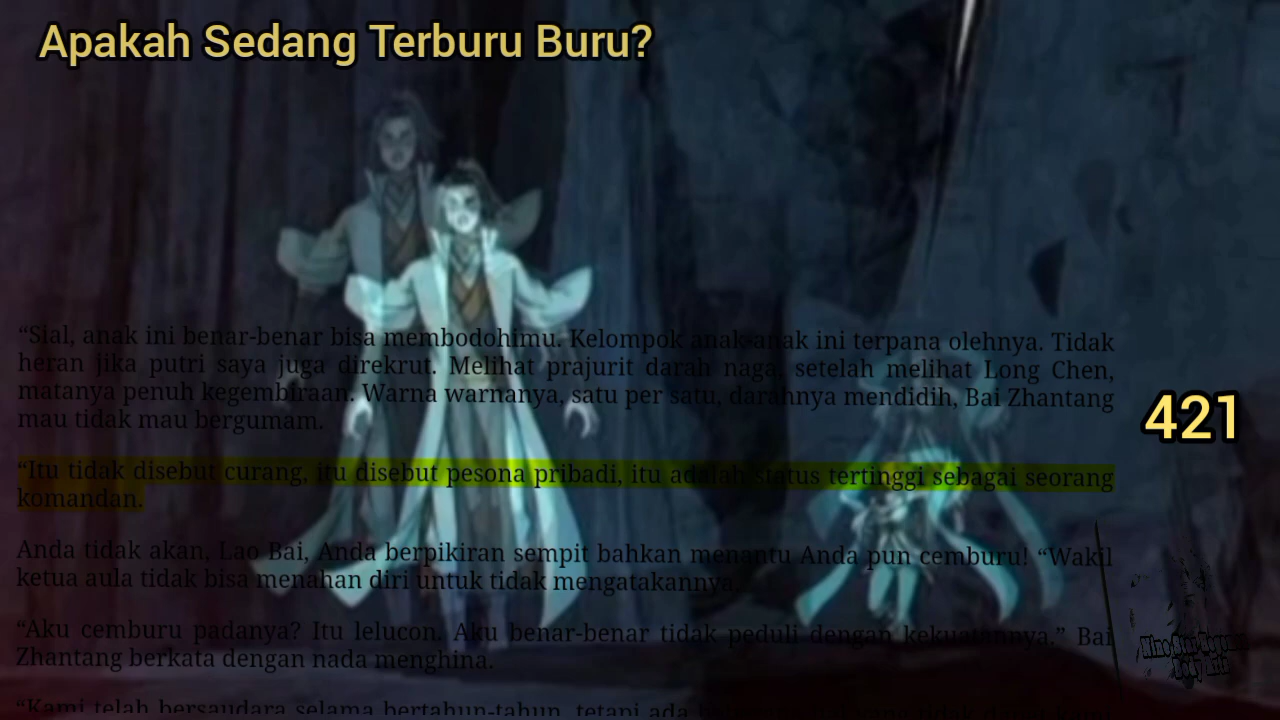 Apakah Sedang Terburu Buru?
“Sial, anak ini benar-benar bisa membodohimu. Kelompok anak-anak ini terpana olehnya. Tidak
heran jika putri saya juga direkrut. Melihat prajurit darah naga, setelah melihat Long Chen,
matanya penuh kegembiraan. Warna warnanya, satu per satu, darahnya mendidih, Bai Zhantang
mau tidak mau bergumam.
421
“Itu tidak disebut curang, itu disebut pesona pribadi, itu adalah status tertinggi sebagai seorang
komandan.
Anda tidak akan, Lao Bai, Anda berpikiran sempit bahkan menantu Anda pun cemburu! “Wakil
ketua aula tidak bisa menahan diri untuk tidak mengatakannya.
“Aku cemburu padanya? Itu lelucon. Aku benar-benar tidak peduli dengan kekuatannya.” Bai
Zhantang berkata dengan nada menghina.
“Kami telah bersaudara selama bertahun-tahun, tetapi ada